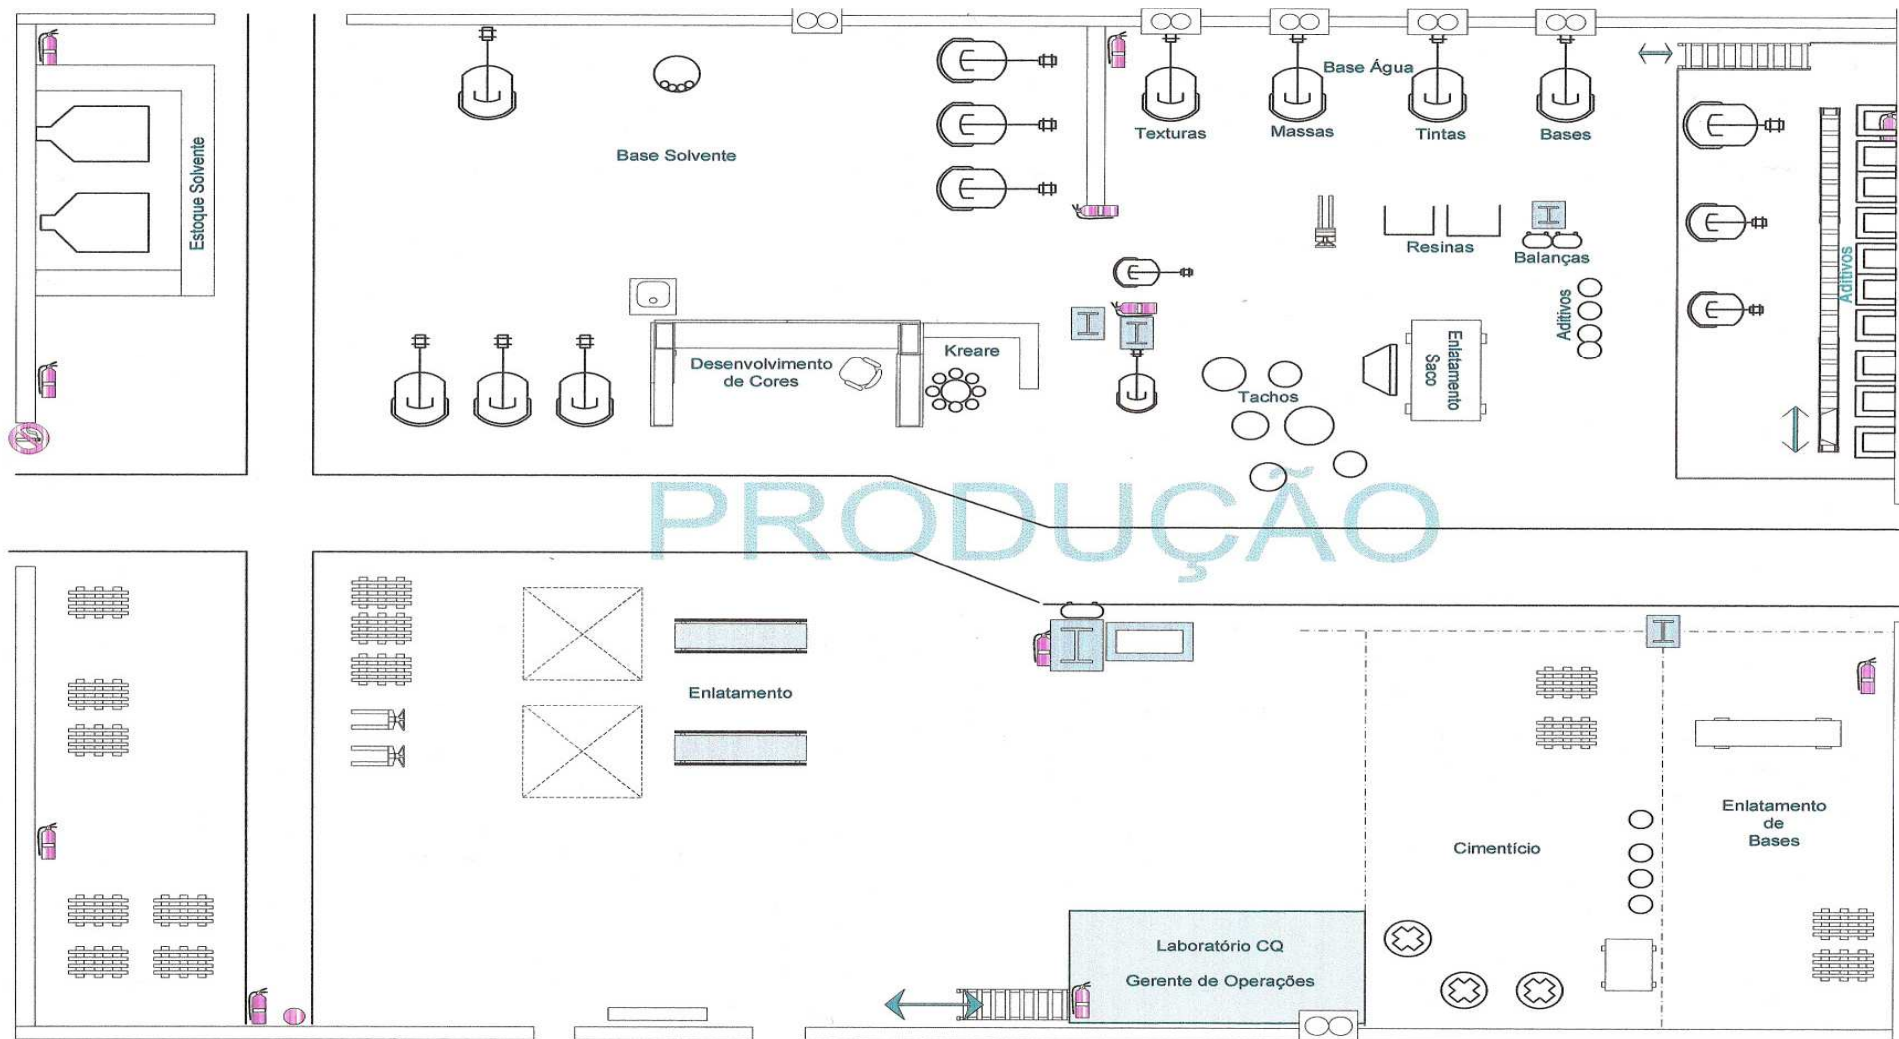 Base Água
Texturas
Massas
Tintas
Bases
Base Solvente
Estoque Solvente
Resinas
Balanças
Aditivos
Aditivos
Desenvolvimento
de Cores
Kreare
Tachos
Enlatamento
Saco
PRODUÇÃO
Enlatamento
Enlatamento
de
Bases
Cimentício
Laboratório CQ
Gerente de Operações